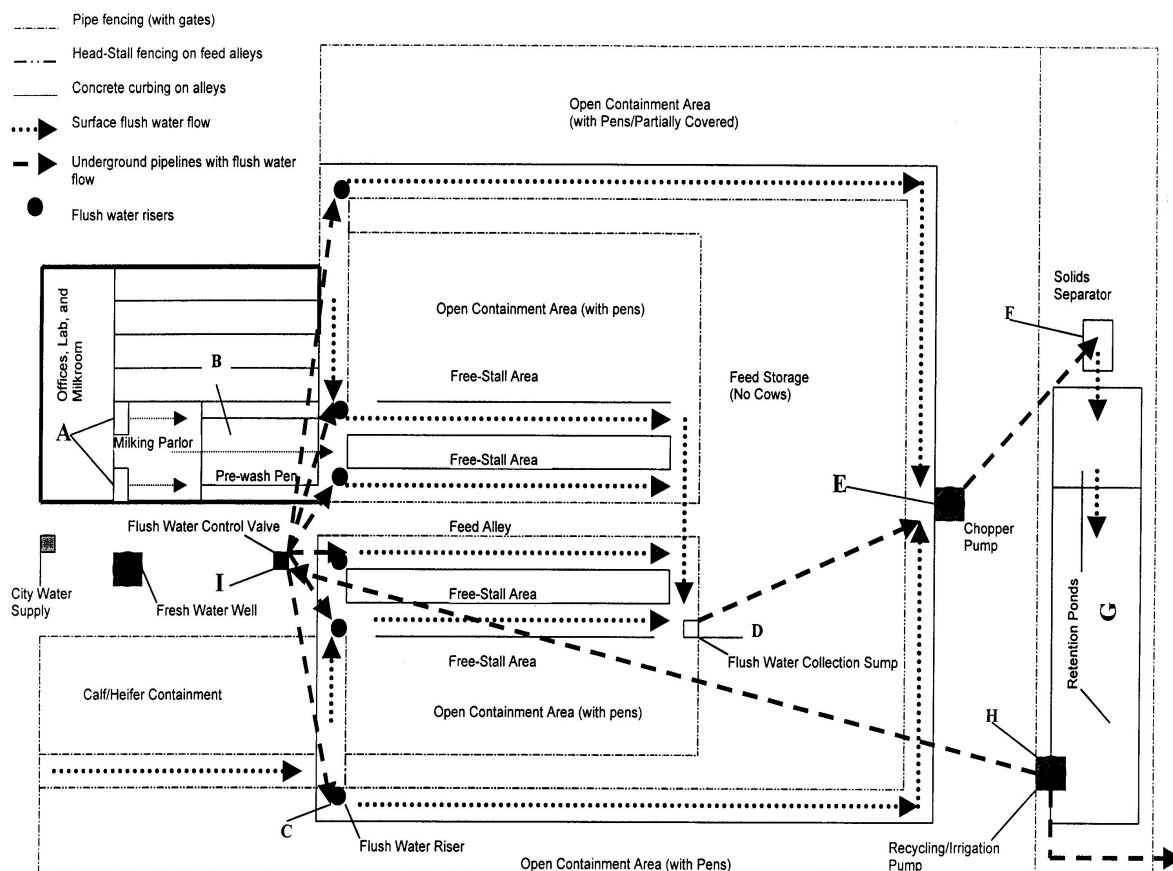 Pipe fencing (with gates)
Head-Stall fencing on feed alleys
Concrete curbing on alleys
Surface flush water flow
Underground pipelines with flush water
flow
Flush water risers
Open Containment Area
(with Pens/Partially Covered)
Offices, Lab, and
Milkroom
B
A
Milking Parlor
Pre-wash Pen
Open Containment Area (with pens)
Free-Stall Area
Free-Stall Area
Feed Storage
(No Cows)
Solids
Separator
F
E
Chopper
Pump
Flush Water Control Valve
Feed Alley
I
City Water
Supply
Fresh Water Well
Free-Stall Area
D
Flush Water Collection Sump
Free-Stall Area
G
Retention Ponds
Calf/Heifer Containment
Open Containment Area (with pens)
H
C
Flush Water Riser
Recycling/Irrigation
Pump
Open Containment Area (with Pens)